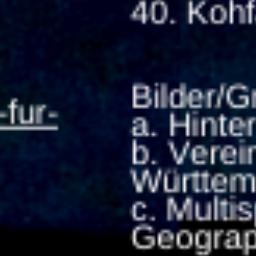 40. Kohf
-fur-
Bilder/Gr
a. Hinter
b. Verein
Württem
c. Multis
Geograp